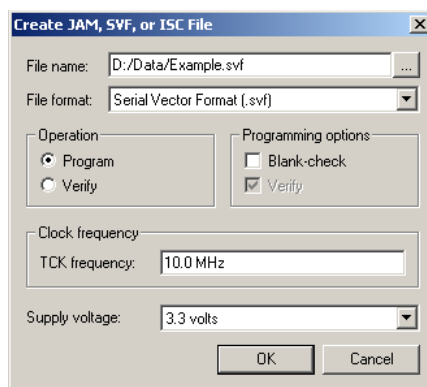 Create JAM, SVF, or ISC File
File name: D:/Data/Example.svf ...
File format: Serial Vector Format (.svf)
Operation Programming options
Program Blank-check
Verify Verify
Clock frequency
TCK frequency: 10.0 MHz
Supply voltage: 3.3 volts
OK Cancel